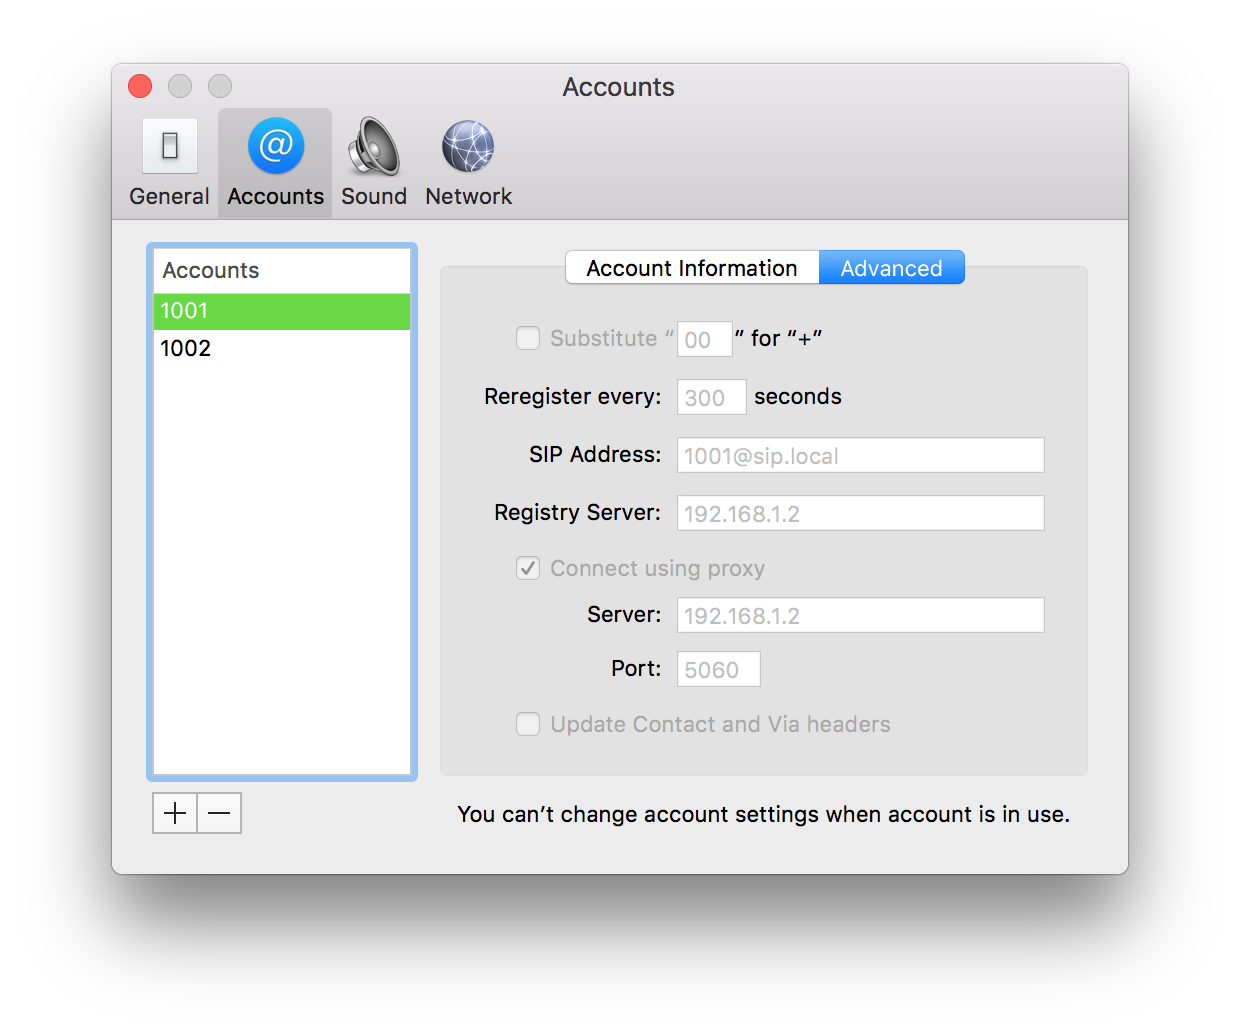 Accounts
General Accounts Sound Network
Accounts
1001
1002
Account Information Advanced
Substitute “00” for “+”
Reregister every: 300 seconds
SIP Address: 1001@sip.local
Registry Server: 192.168.1.2
Connect using proxy
Server: 192.168.1.2
Port: 5060
Update Contact and Via headers
You can’t change account settings when account is in use.